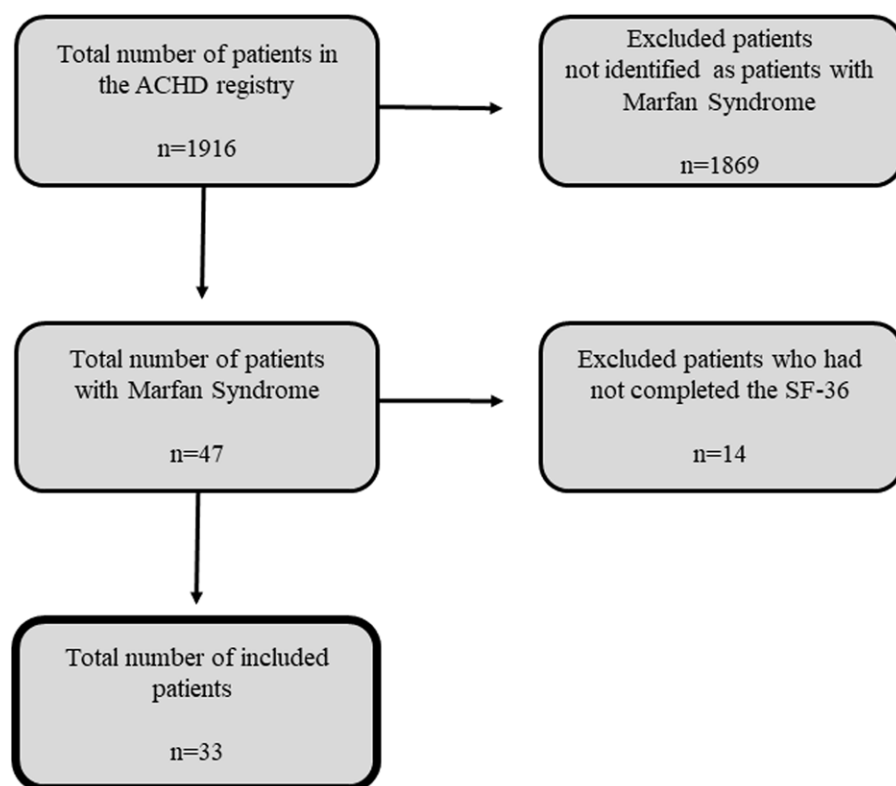 Total number of patients in
the ACHD registry
n=1916
Excluded patients
not identified as patients with
Marfan Syndrome
n=1869
Total number of patients
with Marfan Syndrome
n=47
Excluded patients who had
not completed the SF-36
n=14
Total number of included
patients
n=33